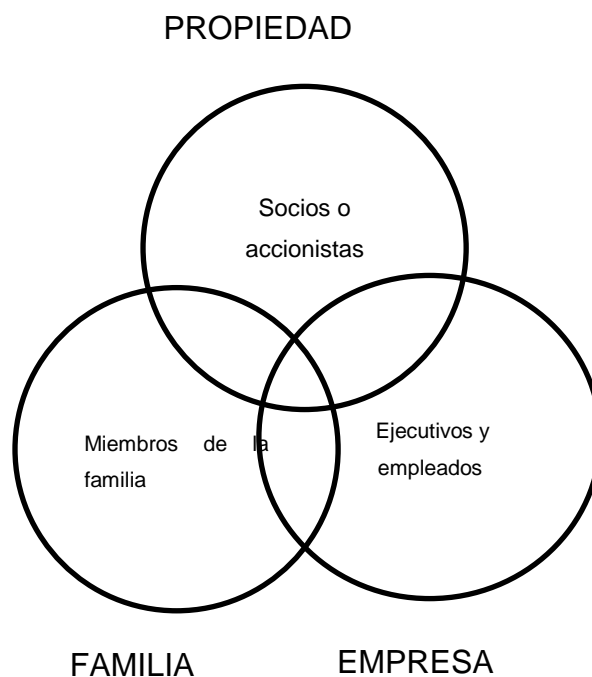 PROPIEDAD
Socios o
accionistas
Miembros de la
familia
Ejecutivos y
empleados
FAMILIA
EMPRESA